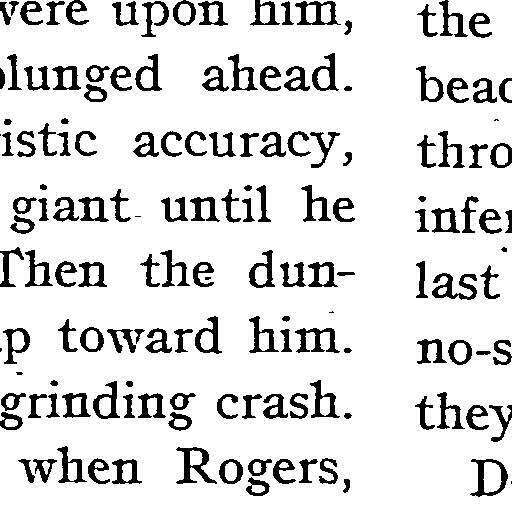 were upon him,
plunged ahead.
istic accuracy,
giant until he
Then the dun-
up toward him.
grinding crash.
when Rogers,
the
beac
thro
infer
last
no-s
they
D